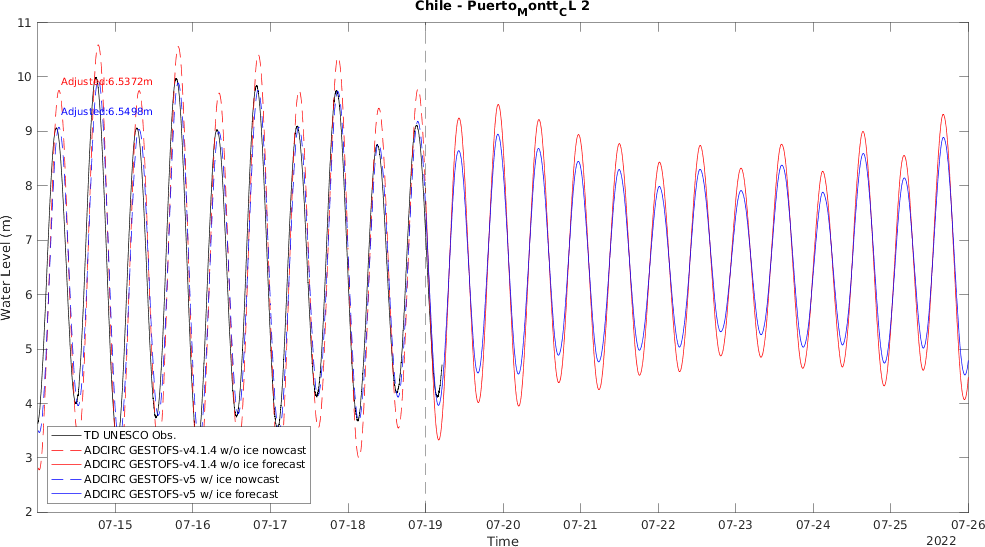 Chile - PuertoMonttCL 2
11
10
9
8
7
6
5
4
3
2
Water Level (m)
Adjusted:6.5372m
Adjusted:6.5498m
TD UNESCO Obs.
ADCIRC GESTOFS-v4.1.4 w/o ice nowcast
ADCIRC GESTOFS-v4.1.4 w/o ice forecast
ADCIRC GESTOFS-v5 w/ ice nowcast
ADCIRC GESTOFS-v5 w/ ice forecast
07-15 07-16 07-17 07-18 07-19 07-20 07-21 07-22 07-23 07-24 07-25 07-26
Time
2022